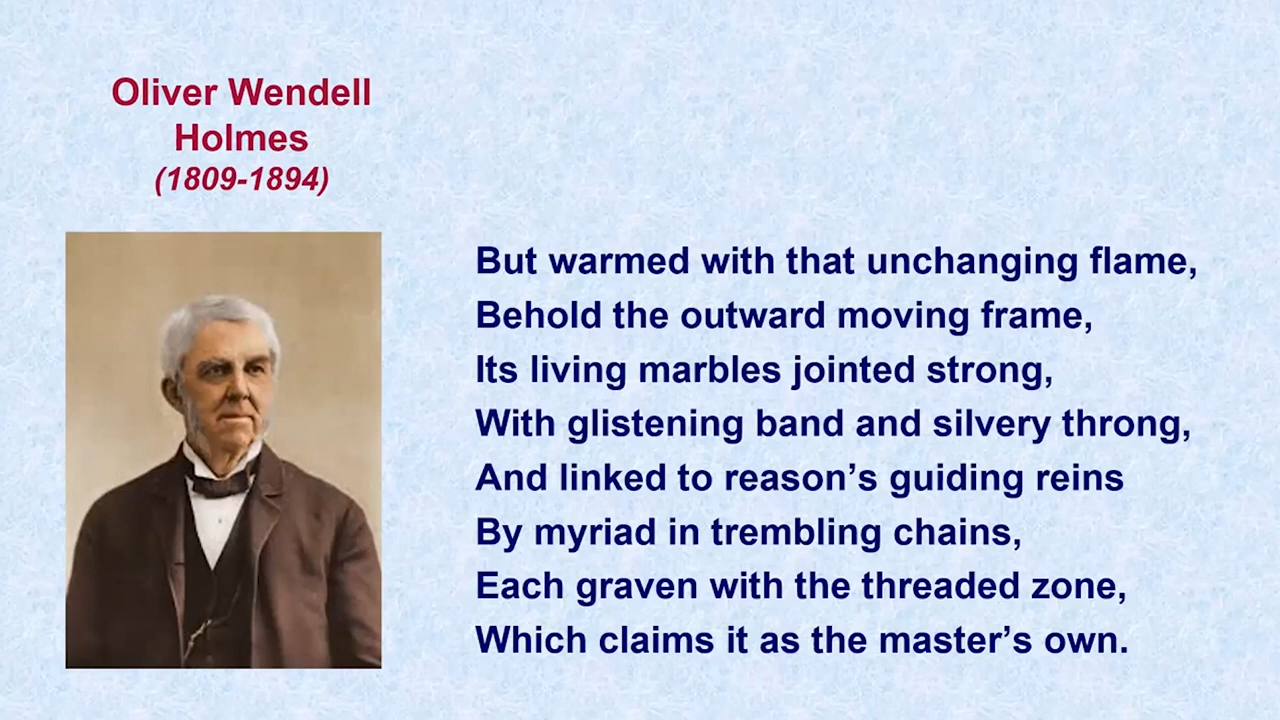 Oliver Wendell
Holmes
(1809-1894)
But warmed with that unchanging flame,
Behold the outward moving frame,
Its living marbles jointed strong,
With glistening band and silvery throng,
And linked to reason’s guiding reins
By myriad in trembling chains,
Each graven with the threaded zone,
Which claims it as the master’s own.